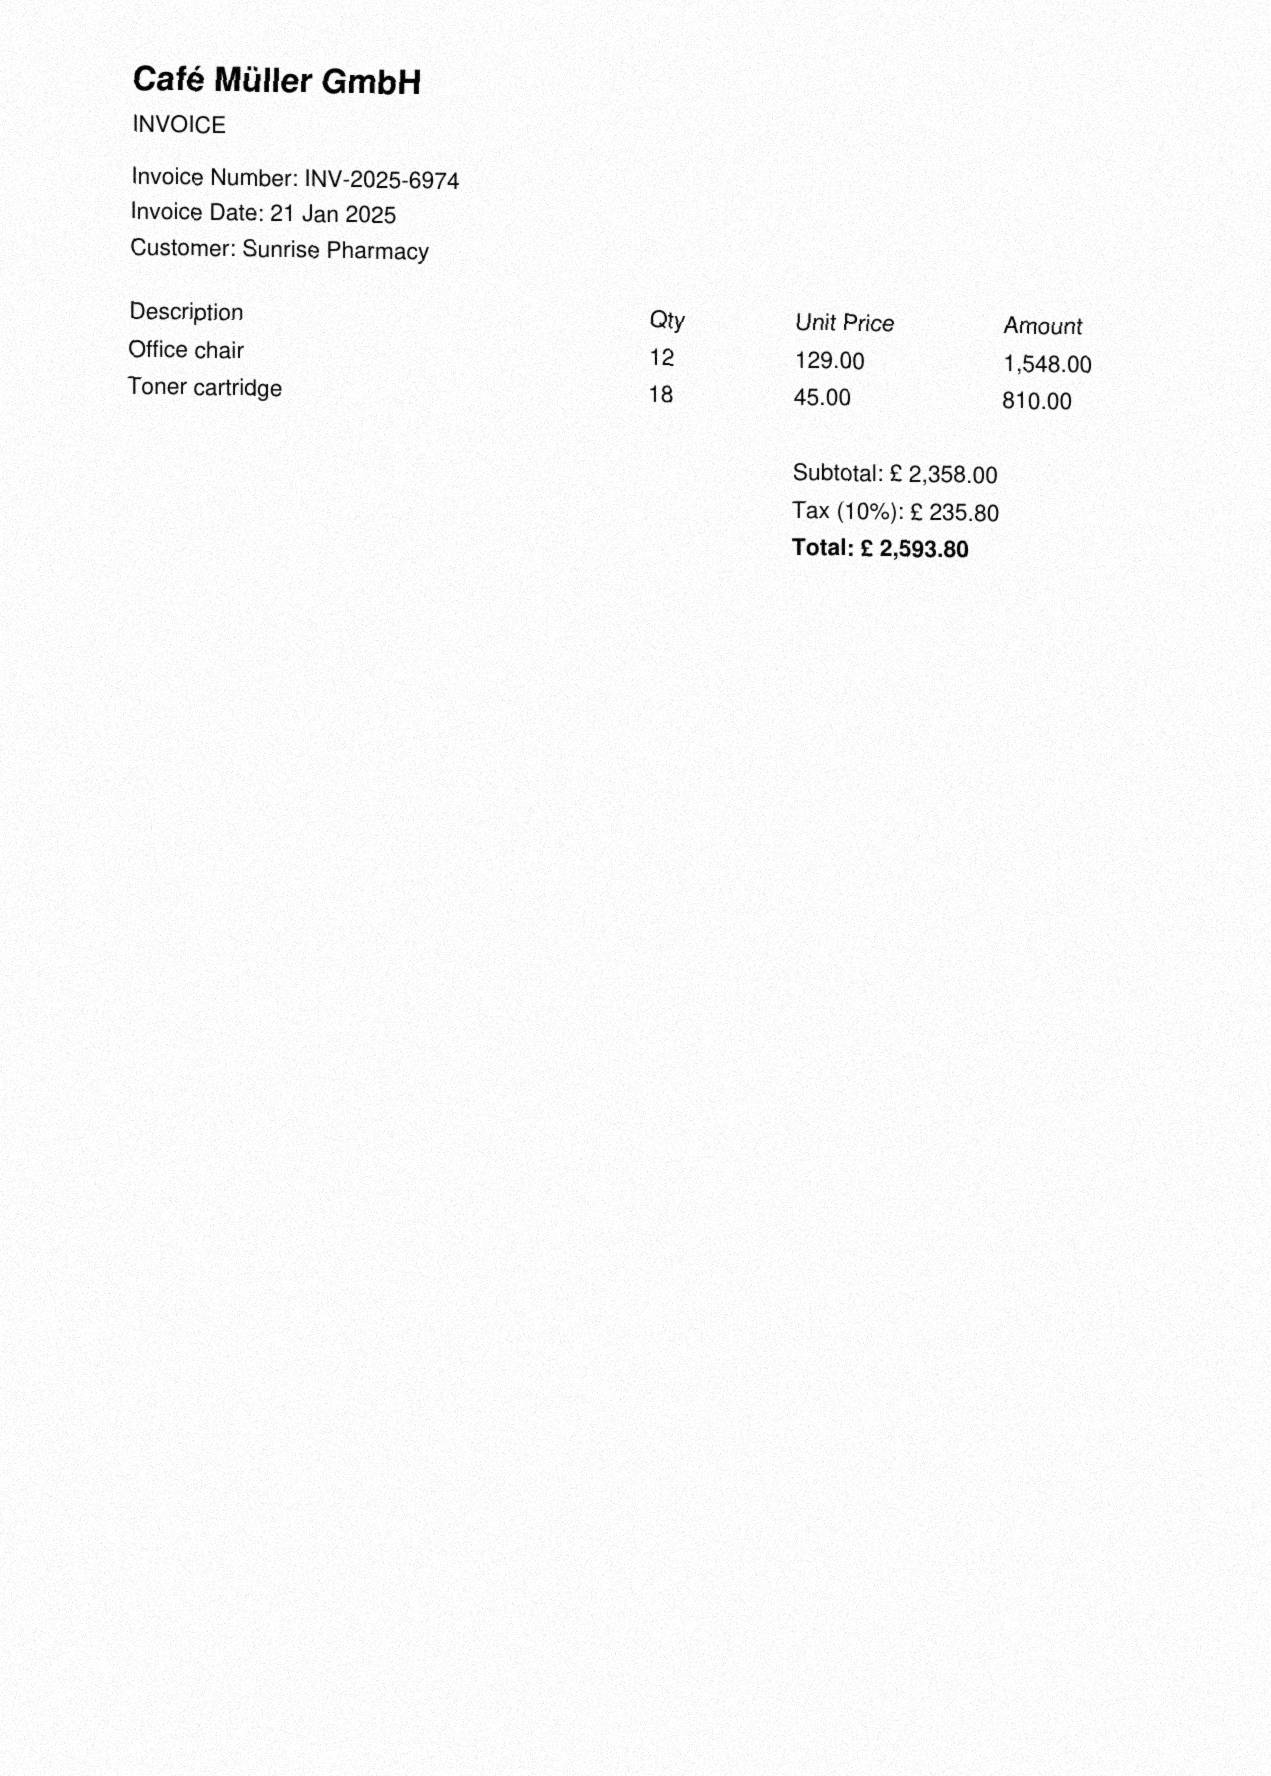 Café Müller GmbH
INVOICE
Invoice Number: INV-2025-6974
Invoice Date: 21 Jan 2025
Customer: Sunrise Pharmacy
Description Qty Unit Price Amount
Office chair 12 129.00 1,548.00
Toner cartridge 18 45.00 810.00
Subtotal: £ 2,358.00
Tax (10%): £ 235.80
Total: £ 2,593.80